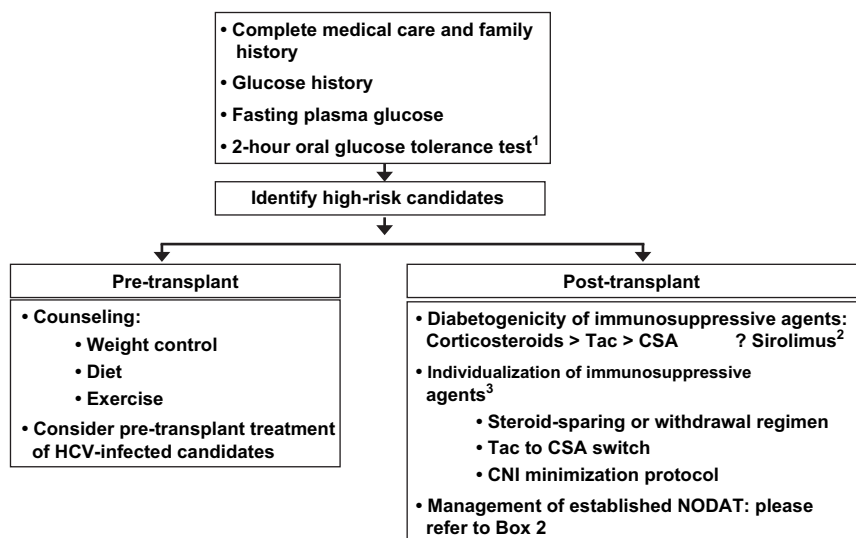 • Complete medical care and family
history
• Glucose history
• Fasting plasma glucose
• 2-hour oral glucose tolerance test¹
Identify high-risk candidates
Pre-transplant
• Counseling:
• Weight control
• Diet
• Exercise
• Consider pre-transplant treatment
of HCV-infected candidates
Post-transplant
• Diabetogenicity of immunosuppressive agents:
Corticosteroids > Tac > CSA ? Sirolimus²
• Individualization of immunosuppressive
agents³
• Steroid-sparing or withdrawal regimen
• Tac to CSA switch
• CNI minimization protocol
• Management of established NODAT: please
refer to Box 2